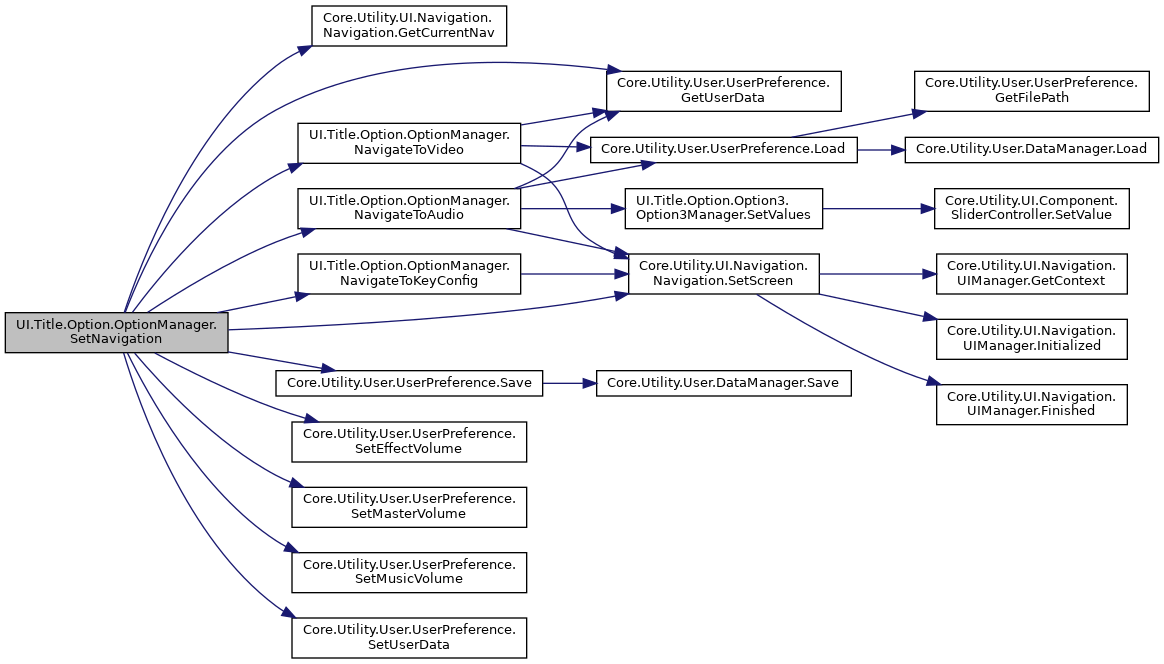 Core.Utility.UI.Navigation.
Navigation.GetCurrentNav
Core.Utility.User.UserPreference.
GetUserData
Core.Utility.User.UserPreference.
GetFilePath
UI.Title.Option.OptionManager.
NavigateToVideo
Core.Utility.User.UserPreference.Load
Core.Utility.User.DataManager.Load
UI.Title.Option.OptionManager.
NavigateToAudio
UI.Title.Option.Option3.
Option3Manager.SetValues
Core.Utility.UI.Component.
SliderController.SetValue
UI.Title.Option.OptionManager.
NavigateToKeyConfig
Core.Utility.UI.Navigation.
Navigation.SetScreen
Core.Utility.UI.Navigation.
UIManager.GetContext
UI.Title.Option.OptionManager.
SetNavigation
Core.Utility.UI.Navigation.
UIManager.Initialized
Core.Utility.User.UserPreference.Save
Core.Utility.User.DataManager.Save
Core.Utility.UI.Navigation.
UIManager.Finished
Core.Utility.User.UserPreference.
SetEffectVolume
Core.Utility.User.UserPreference.
SetMasterVolume
Core.Utility.User.UserPreference.
SetMusicVolume
Core.Utility.User.UserPreference.
SetUserData